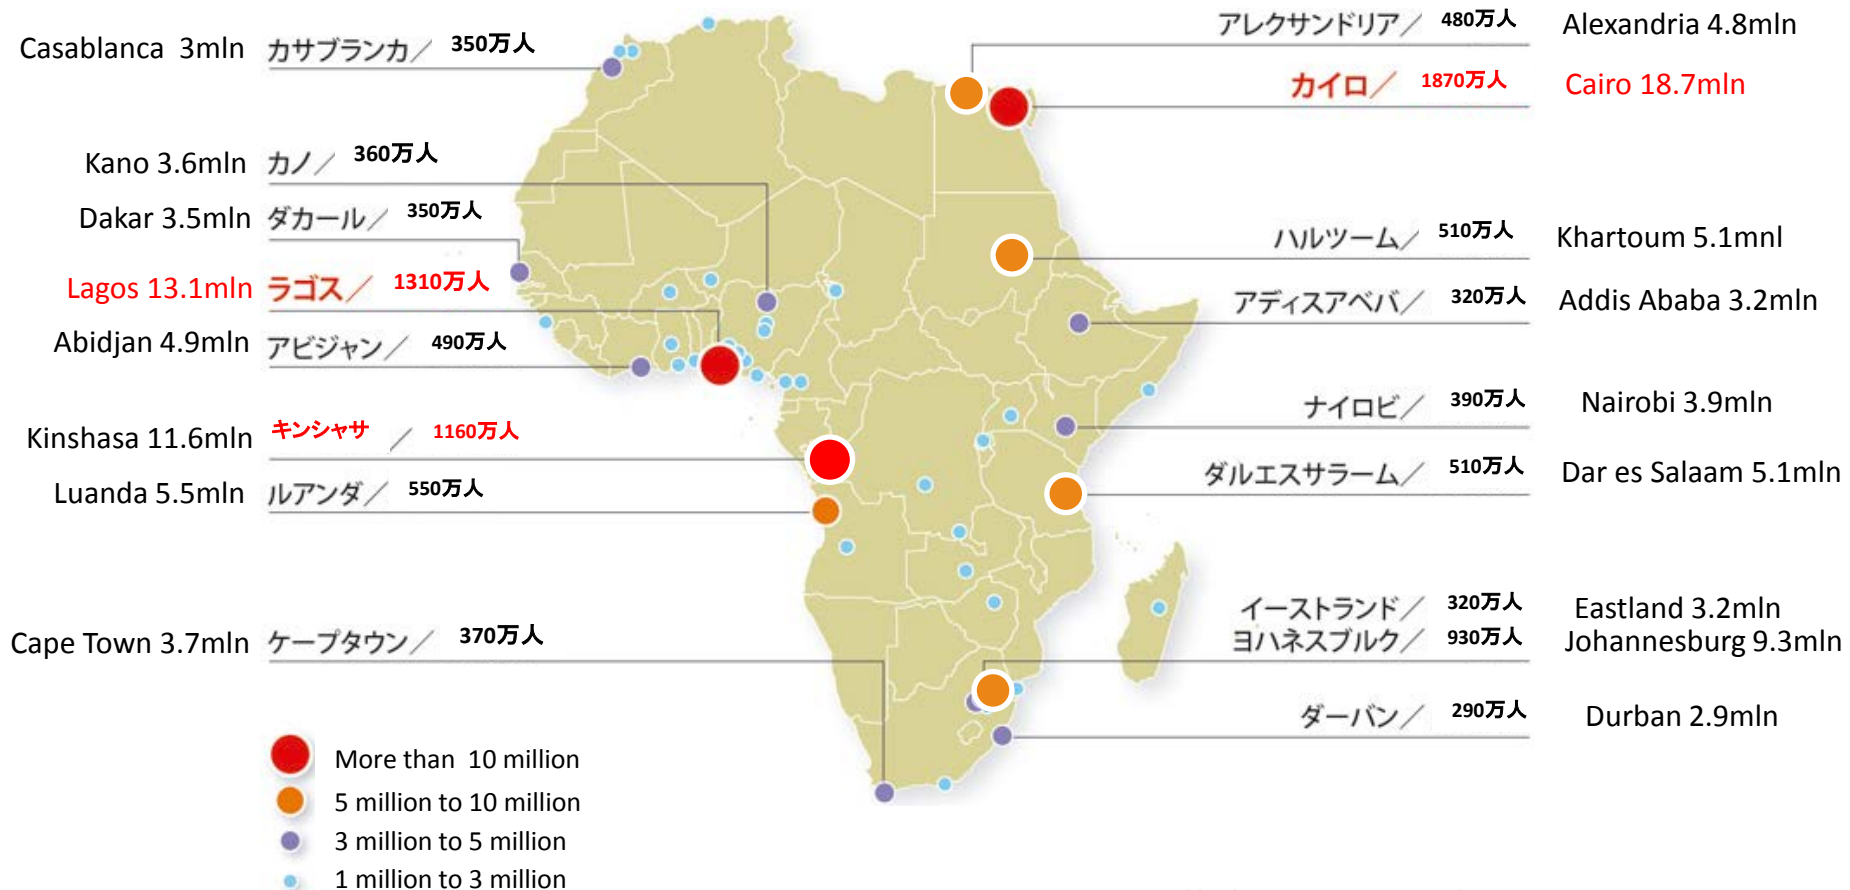 Casablanca 3mln カサブランカ／ 350万人
Kano 3.6mln カノ／ 360万人
Dakar 3.5mln ダカール／ 350万人
Lagos 13.1mln ラゴス／ 1310万人
Abidjan 4.9mln アビジャン／ 490万人
Kinshasa 11.6mln キンシャサ ／ 1160万人
Luanda 5.5mln ルアンダ／ 550万人
Cape Town 3.7mln ケープタウン／ 370万人
アレクサンドリア／ 480万人 Alexandria 4.8mln
カイロ／ 1870万人 Cairo 18.7mln
ハルツーム／ 510万人 Khartoum 5.1mnl
アディスアベバ／ 320万人 Addis Ababa 3.2mln
ナイロビ／ 390万人 Nairobi 3.9mln
ダルエスサラーム／ 510万人 Dar es Salaam 5.1mln
イーストランド／ 320万人 Eastland 3.2mln
ヨハネスブルク／ 930万人 Johannesburg 9.3mln
ダーバン／ 290万人 Durban 2.9mln
More than 10 million
5 million to 10 million
3 million to 5 million
1 million to 3 million